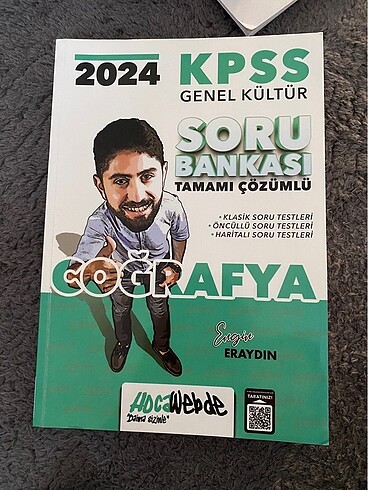 2024 KPSS
GENEL KÜLTÜR
SORU
BANKASI
TAMAMI ÇÖZÜMLÜ
• KLASİK SORU TESTLERİ
• ÖNCÜLLÜ SORU TESTLERİ
• HARİTALI SORU TESTLERİ
COĞRAFYA
Engin
ERAYDIN
HOCAWEBDE
"Daima sizinle"
TARATINIZ!